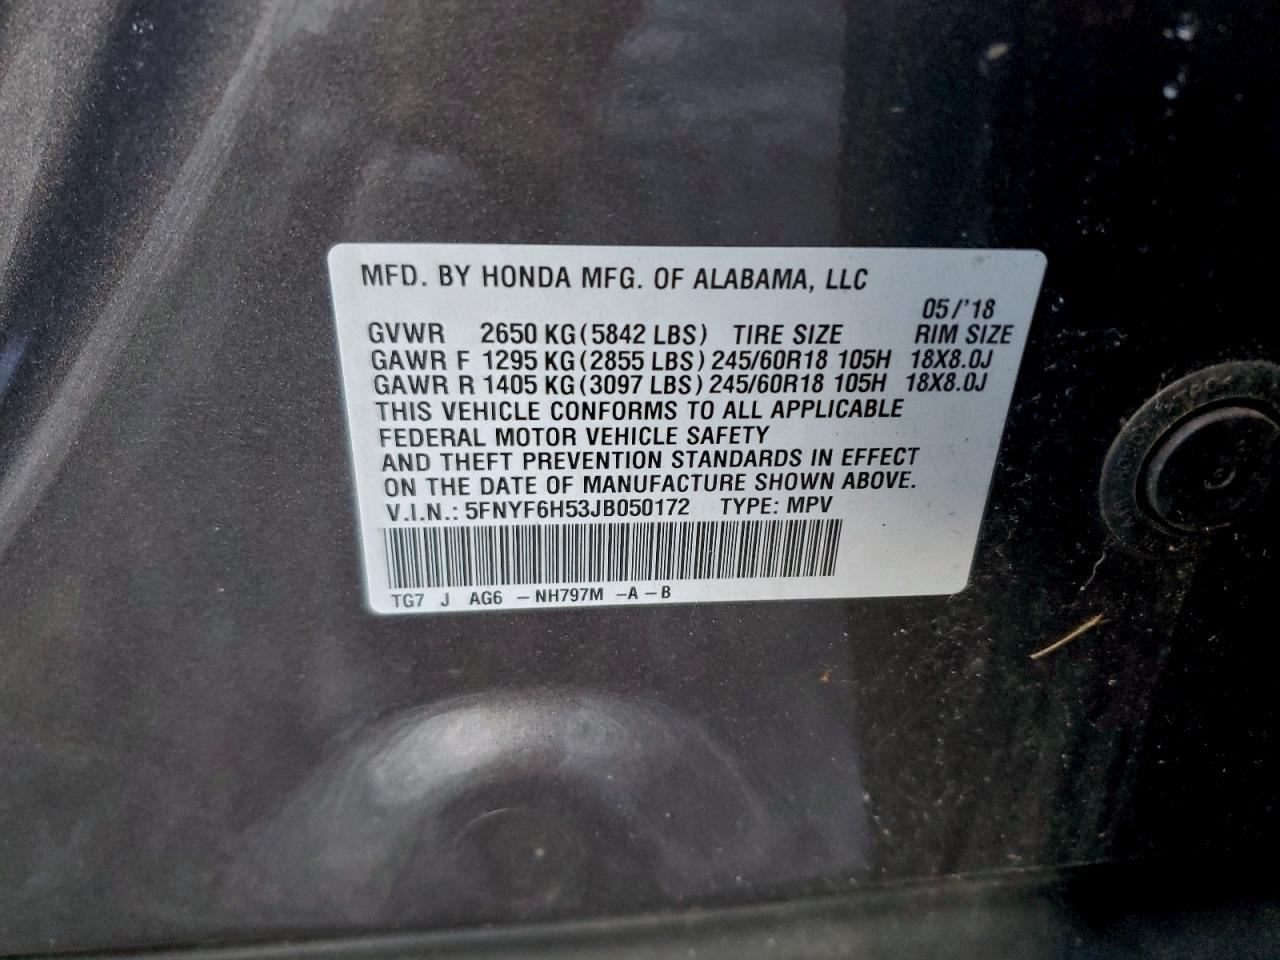 MFD. BY HONDA MFG. OF ALABAMA, LLC
05/'18
GVWR 2650 KG (5842 LBS) TIRE SIZE RIM SIZE
GAWR F 1295 KG (2855 LBS) 245/60R18 105H 18X8.0J
GAWR R 1405 KG (3097 LBS) 245/60R18 105H 18X8.0J
THIS VEHICLE CONFORMS TO ALL APPLICABLE
FEDERAL MOTOR VEHICLE SAFETY
AND THEFT PREVENTION STANDARDS IN EFFECT
ON THE DATE OF MANUFACTURE SHOWN ABOVE.
V.I.N.: 5FNYF6H53JB050172 TYPE: MPV
TG7 J AG6 -NH797M -A-B